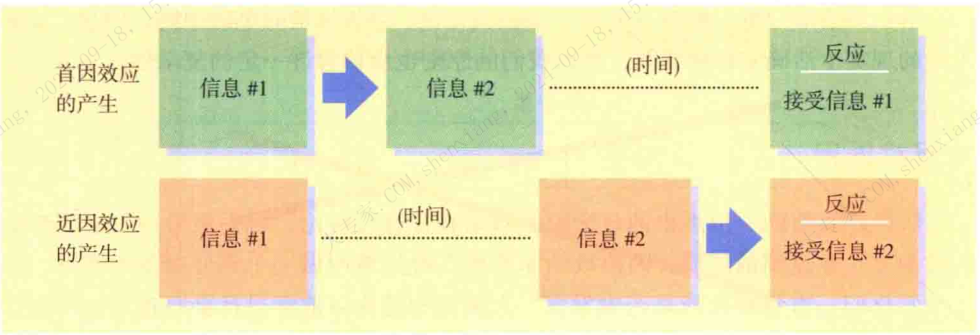 首因效应
的产生
信息 #1
信息 #2
(时间)
反应
接受信息 #1
近因效应
的产生
信息 #1
(时间)
信息 #2
反应
接受信息 #2